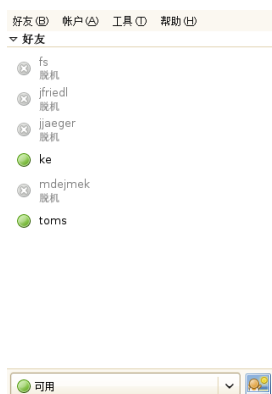 好友(B) 帐户(A) 工具(T) 帮助(H)
好友
fs
脱机
jfriedl
脱机
jjaeger
脱机
ke
mdejmek
脱机
toms
可用